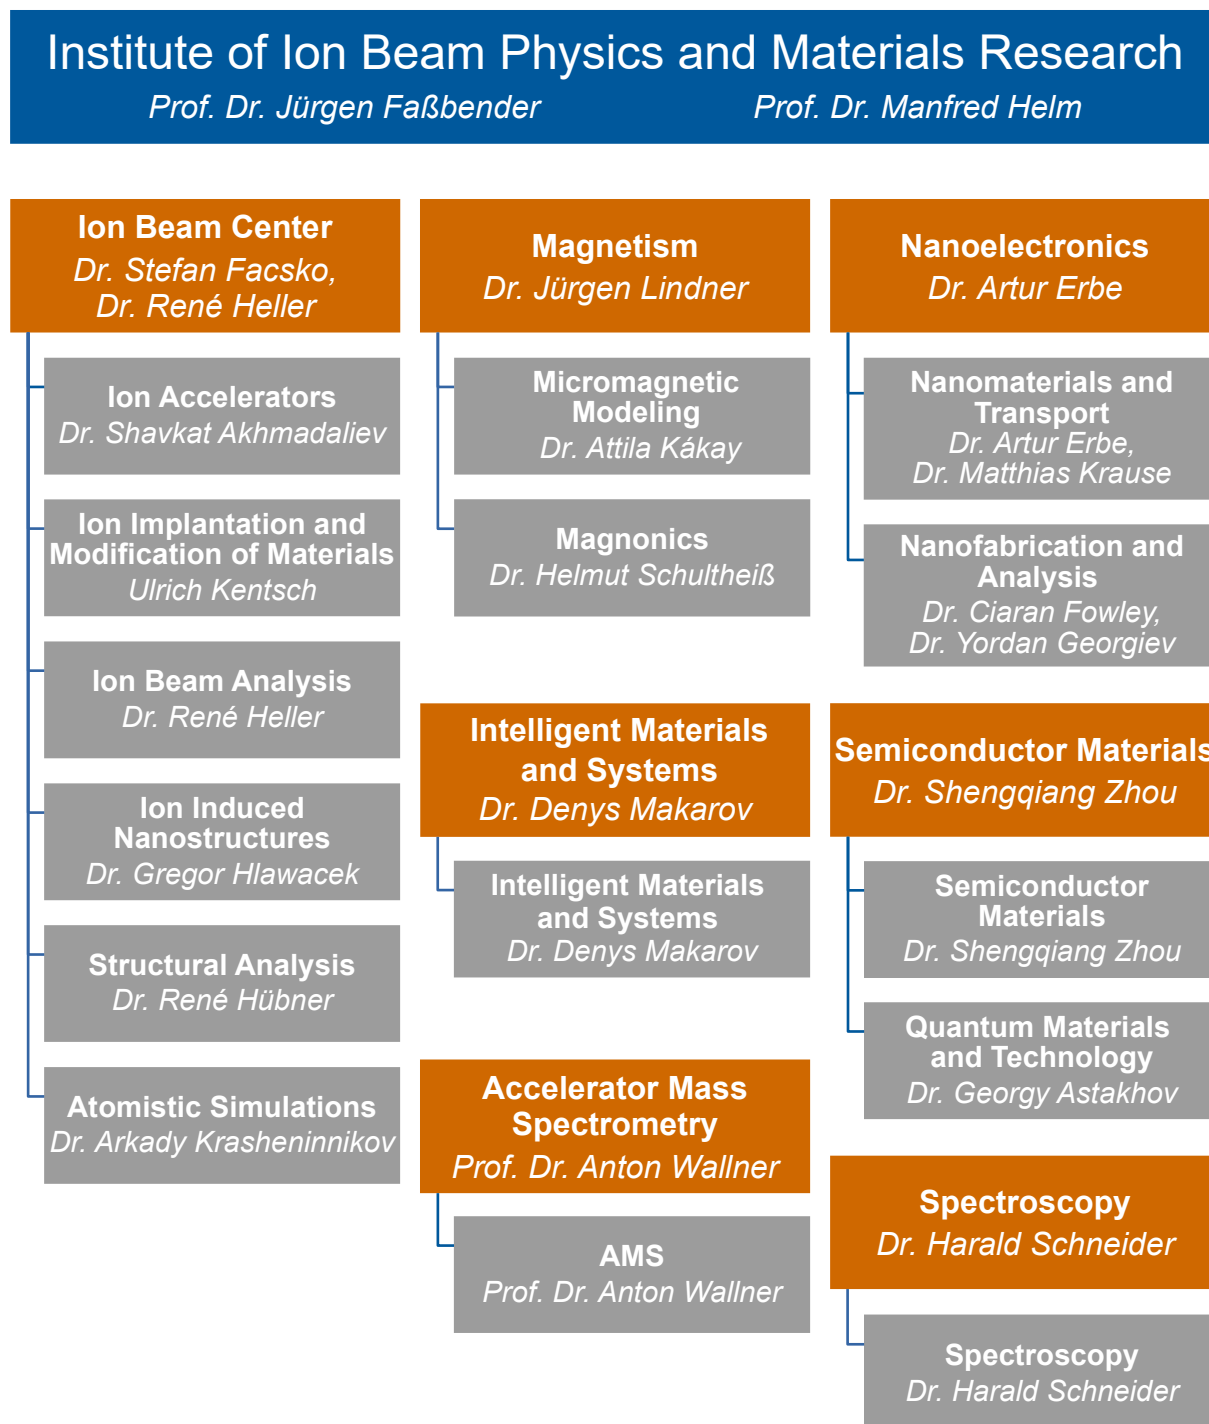 Institute of Ion Beam Physics and Materials Research
Prof. Dr. Jürgen Faßbender
Prof. Dr. Manfred Helm
Ion Beam Center
Dr. Stefan Facsko,
Dr. René Heller
Ion Accelerators
Dr. Shavkat Akhmadaliev
Ion Implantation and
Modification of Materials
Ulrich Kentsch
Ion Beam Analysis
Dr. René Heller
Ion Induced
Nanostructures
Dr. Gregor Hlawacek
Structural Analysis
Dr. René Hübner
Atomistic Simulations
Dr. Arkady Krasheninnikov
Magnetism
Dr. Jürgen Lindner
Micromagnetic
Modeling
Dr. Attila Kákay
Magnonics
Dr. Helmut Schultheiß
Intelligent Materials
and Systems
Dr. Denys Makarov
Intelligent Materials
and Systems
Dr. Denys Makarov
Accelerator Mass
Spectrometry
Prof. Dr. Anton Wallner
AMS
Prof. Dr. Anton Wallner
Nanoelectronics
Dr. Artur Erbe
Nanomaterials and
Transport
Dr. Artur Erbe,
Dr. Matthias Krause
Nanofabrication and
Analysis
Dr. Ciaran Fowley,
Dr. Yordan Georgiev
Semiconductor Materials
Dr. Shengqiang Zhou
Semiconductor
Materials
Dr. Shengqiang Zhou
Quantum Materials
and Technology
Dr. Georgy Astakhov
Spectroscopy
Dr. Harald Schneider
Spectroscopy
Dr. Harald Schneider